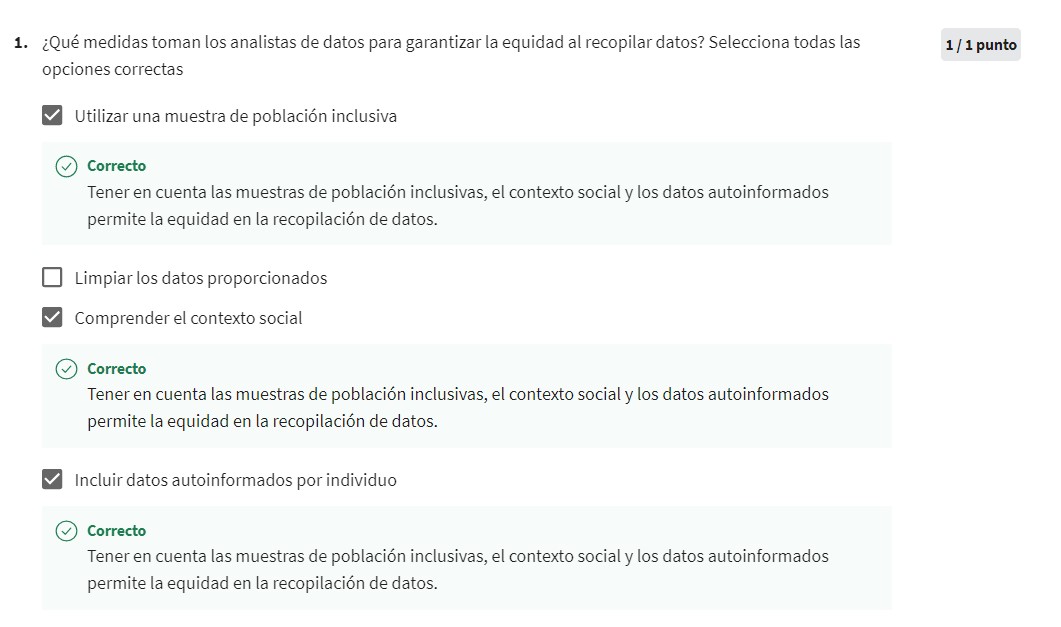 1. ¿Qué medidas toman los analistas de datos para garantizar la equidad al recopilar datos? Selecciona todas las
opciones correctas
1 / 1 punto
Utilizar una muestra de población inclusiva
Correcto
Tener en cuenta las muestras de población inclusivas, el contexto social y los datos autoinformados
permite la equidad en la recopilación de datos.
Limpiar los datos proporcionados
Comprender el contexto social
Correcto
Tener en cuenta las muestras de población inclusivas, el contexto social y los datos autoinformados
permite la equidad en la recopilación de datos.
Incluir datos autoinformados por individuo
Correcto
Tener en cuenta las muestras de población inclusivas, el contexto social y los datos autoinformados
permite la equidad en la recopilación de datos.